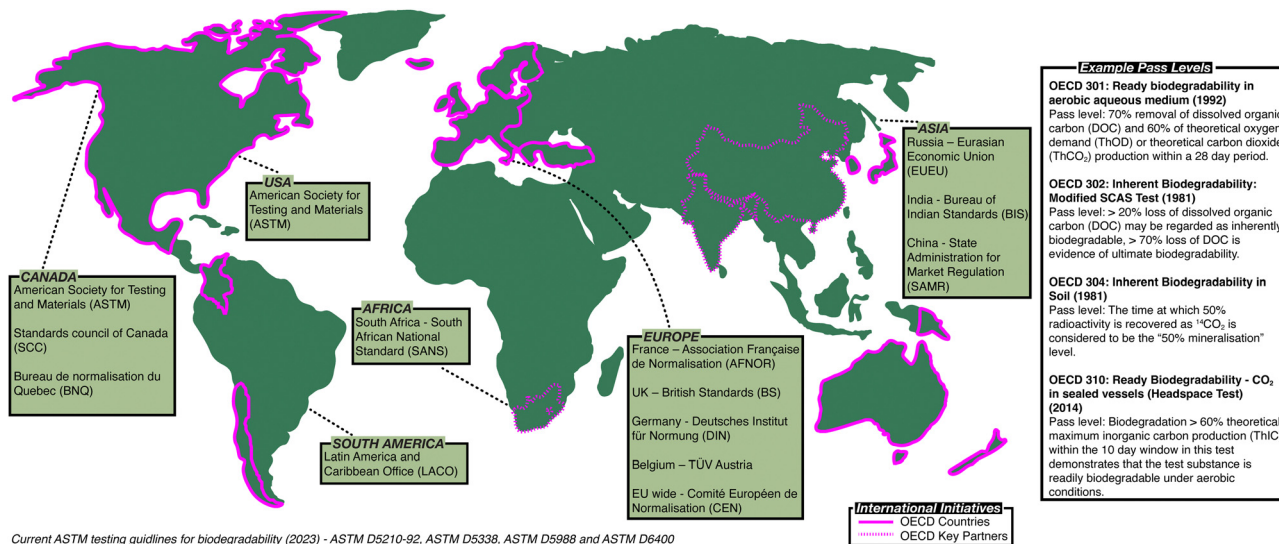 USA
American Society for
Testing and Materials
(ASTM)
CANADA
American Society for Testing
and Materials (ASTM)
Standards council of Canada
(SCC)
Bureau de normalisation du
Quebec (BNQ)
SOUTH AMERICA
Latin America and
Caribbean Office (LACO)
AFRICA
South Africa - South
African National
Standard (SANS)
EUROPE
France – Association Française
de Normalisation (AFNOR)
UK – British Standards (BS)
Germany - Deutsches Institut
für Normung (DIN)
Belgium – TÜV Austria
EU wide - Comité Européen de
Normalisation (CEN)
ASIA
Russia – Eurasian
Economic Union
(EUEU)
India - Bureau of
Indian Standards (BIS)
China - State
Administration for
Market Regulation
(SAMR)
Example Pass Levels
OECD 301: Ready biodegradability in
aerobic aqueous medium (1992)
Pass level: 70% removal of dissolved organic
carbon (DOC) and 60% of theoretical oxygen
demand (ThOD) or theoretical carbon dioxide
(ThCO₂) production within a 28 day period.
OECD 302: Inherent Biodegradability:
Modified SCAS Test (1981)
Pass level: > 20% loss of dissolved organic
carbon (DOC) may be regarded as inherently
biodegradable, > 70% loss of DOC is
evidence of ultimate biodegradability.
OECD 304: Inherent Biodegradability in
Soil (1981)
Pass level: The time at which 50%
radioactivity is recovered as ¹⁴CO₂ is
considered to be the “50% mineralisation”
level.
OECD 310: Ready Biodegradability - CO₂
in sealed vessels (Headspace Test)
(2014)
Pass level: Biodegradation > 60% theoretical
maximum inorganic carbon production (ThIC)
within the 10 day window in this test
demonstrates that the test substance is
readily biodegradable under aerobic
conditions.
International Initiatives
OECD Countries
OECD Key Partners
Current ASTM testing guidlines for biodegradability (2023) - ASTM D5210-92, ASTM D5338, ASTM D5988 and ASTM D6400